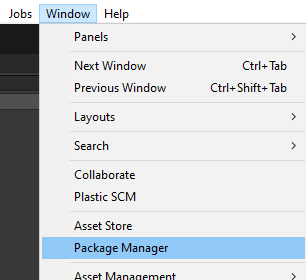 Jobs Window Help
Panels
Next Window Ctrl+Tab
Previous Window Ctrl+Shift+Tab
Layouts
Search
Collaborate
Plastic SCM
Asset Store
Package Manager
Asset Management